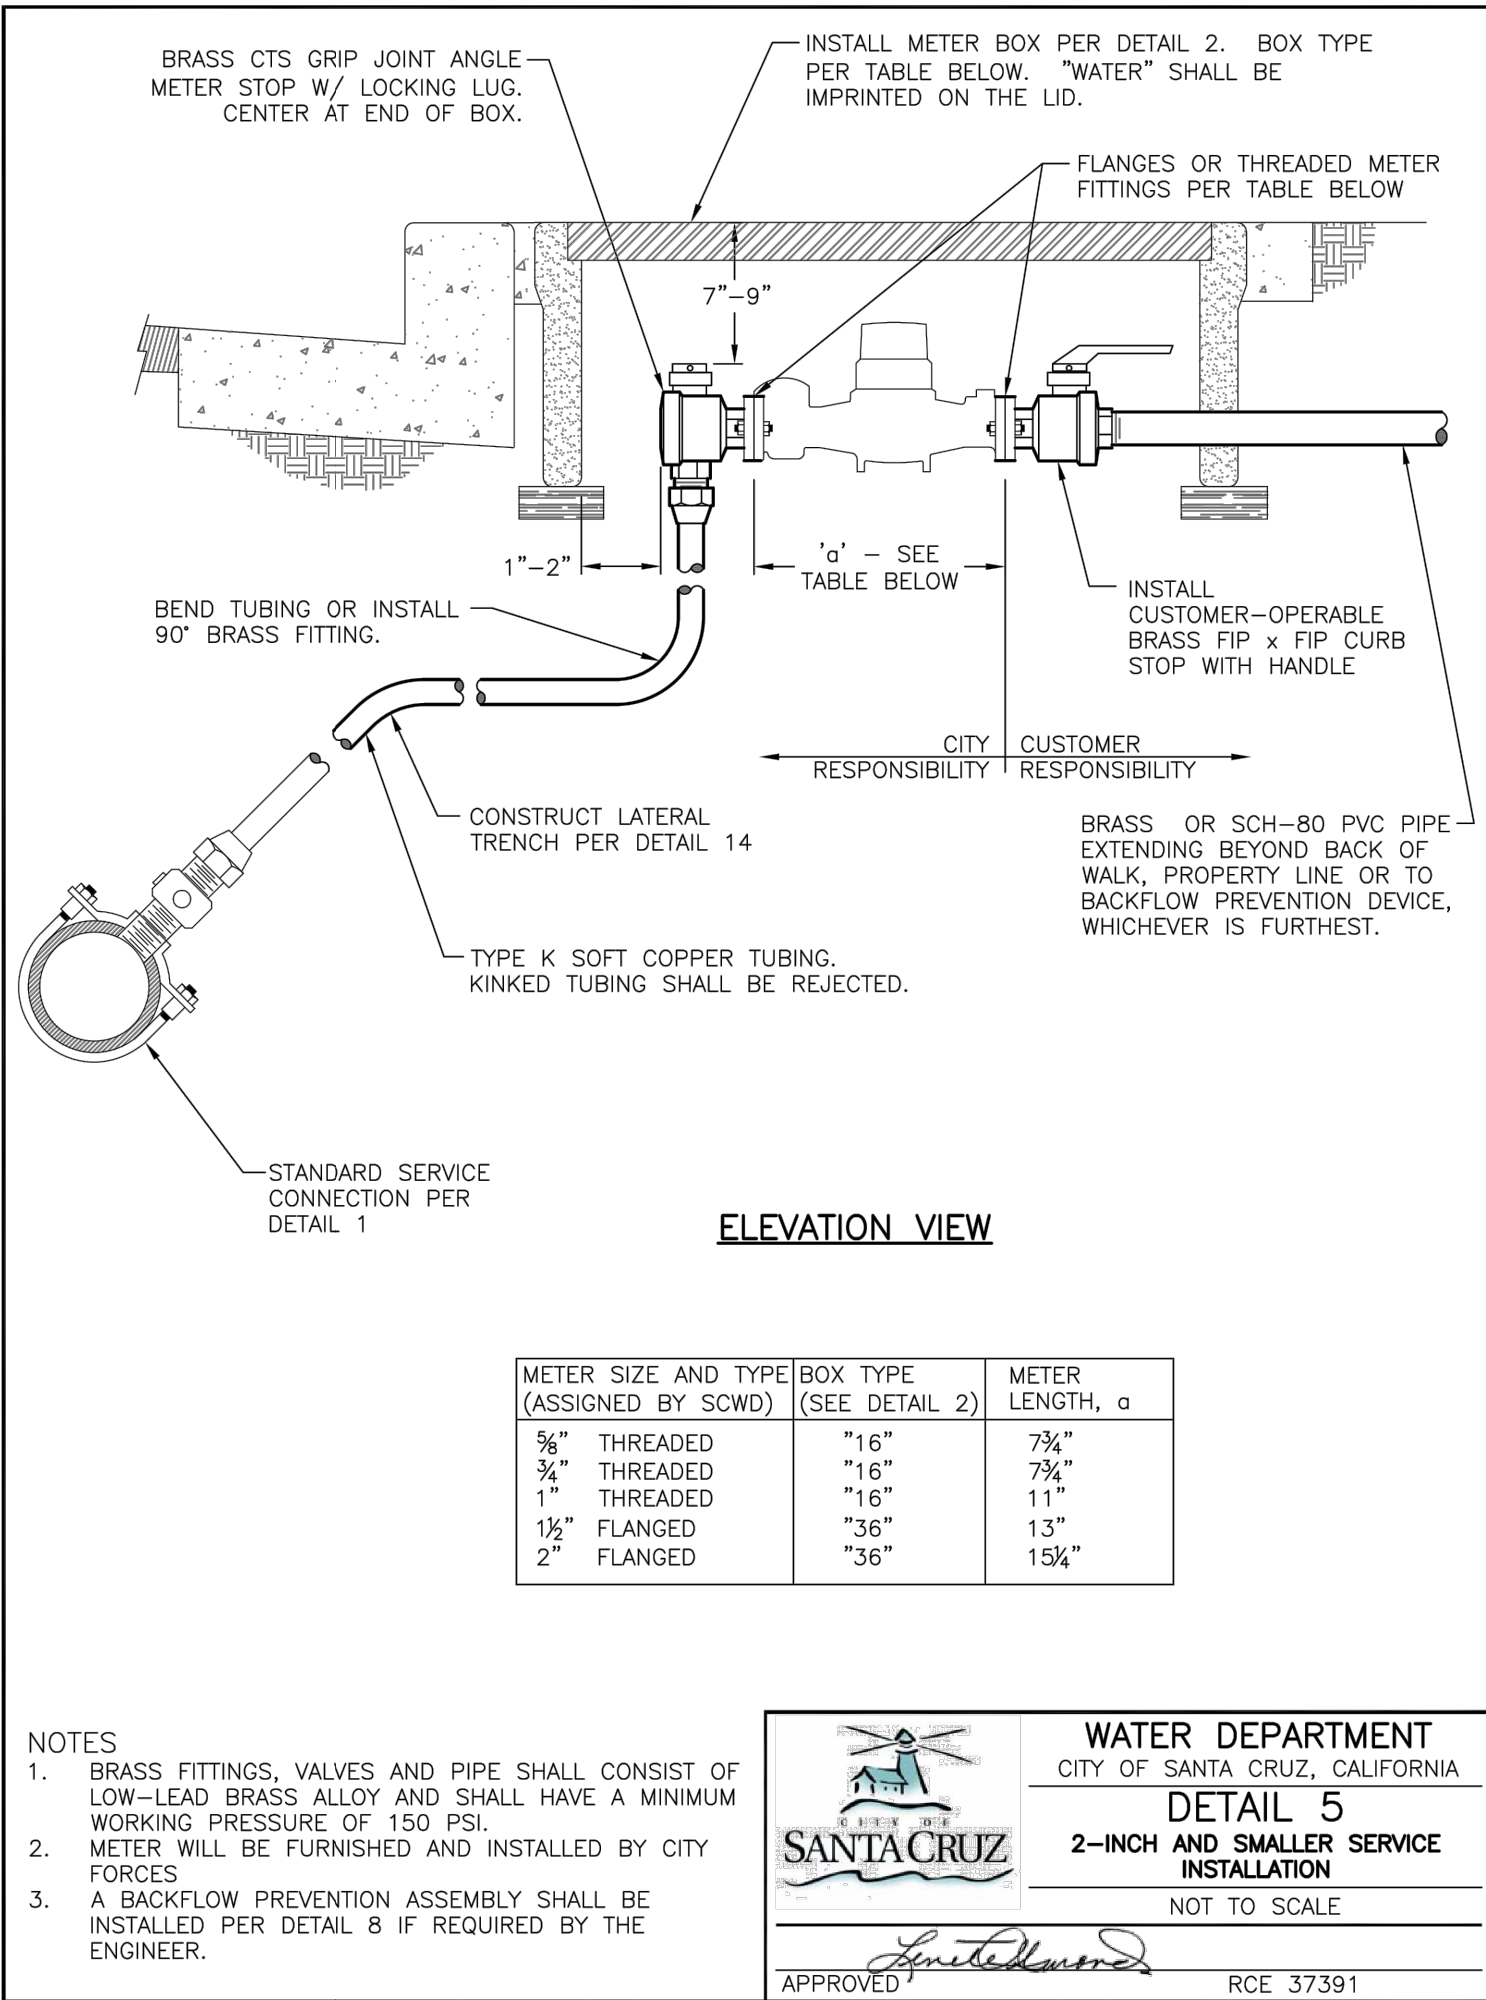 BRASS CTS GRIP JOINT ANGLE
METER STOP W/ LOCKING LUG.
CENTER AT END OF BOX.
INSTALL METER BOX PER DETAIL 2. BOX TYPE
PER TABLE BELOW. "WATER" SHALL BE
IMPRINTED ON THE LID.
FLANGES OR THREADED METER
FITTINGS PER TABLE BELOW
7"-9"
1"-2"
'a' - SEE
TABLE BELOW
BEND TUBING OR INSTALL
90° BRASS FITTING.
INSTALL
CUSTOMER-OPERABLE
BRASS FIP x FIP CURB
STOP WITH HANDLE
CITY CUSTOMER
RESPONSIBILITY RESPONSIBILITY
CONSTRUCT LATERAL
TRENCH PER DETAIL 14
BRASS OR SCH-80 PVC PIPE
EXTENDING BEYOND BACK OF
WALK, PROPERTY LINE OR TO
BACKFLOW PREVENTION DEVICE,
WHICHEVER IS FURTHEST.
TYPE K SOFT COPPER TUBING.
KINKED TUBING SHALL BE REJECTED.
STANDARD SERVICE
CONNECTION PER
DETAIL 1
ELEVATION VIEW
METER SIZE AND TYPE BOX TYPE METER
(ASSIGNED BY SCWD) (SEE DETAIL 2) LENGTH, a
⅝" THREADED "16" 7¾"
¾" THREADED "16" 7¾"
1" THREADED "16" 11"
1½" FLANGED "36" 13"
2" FLANGED "36" 15¼"
NOTES
1. BRASS FITTINGS, VALVES AND PIPE SHALL CONSIST OF
LOW-LEAD BRASS ALLOY AND SHALL HAVE A MINIMUM
WORKING PRESSURE OF 150 PSI.
2. METER WILL BE FURNISHED AND INSTALLED BY CITY
FORCES
3. A BACKFLOW PREVENTION ASSEMBLY SHALL BE
INSTALLED PER DETAIL 8 IF REQUIRED BY THE
ENGINEER.
CITY OF
SANTA CRUZ
WATER DEPARTMENT
CITY OF SANTA CRUZ, CALIFORNIA
DETAIL 5
2-INCH AND SMALLER SERVICE
INSTALLATION
NOT TO SCALE
APPROVED
RCE 37391